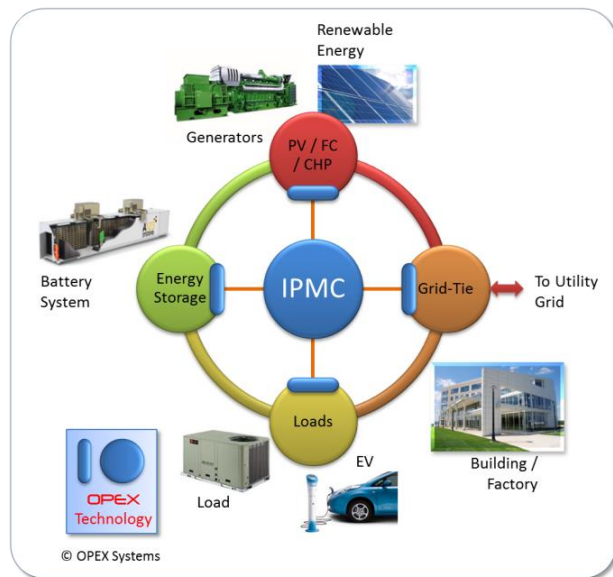 Renewable
Energy
Generators
PV / FC
/ CHP
Battery
System
Energy
Storage
IPMC
Grid-Tie
To Utility
Grid
Loads
EV
Load
Building /
Factory
OPEX
Technology
© OPEX Systems